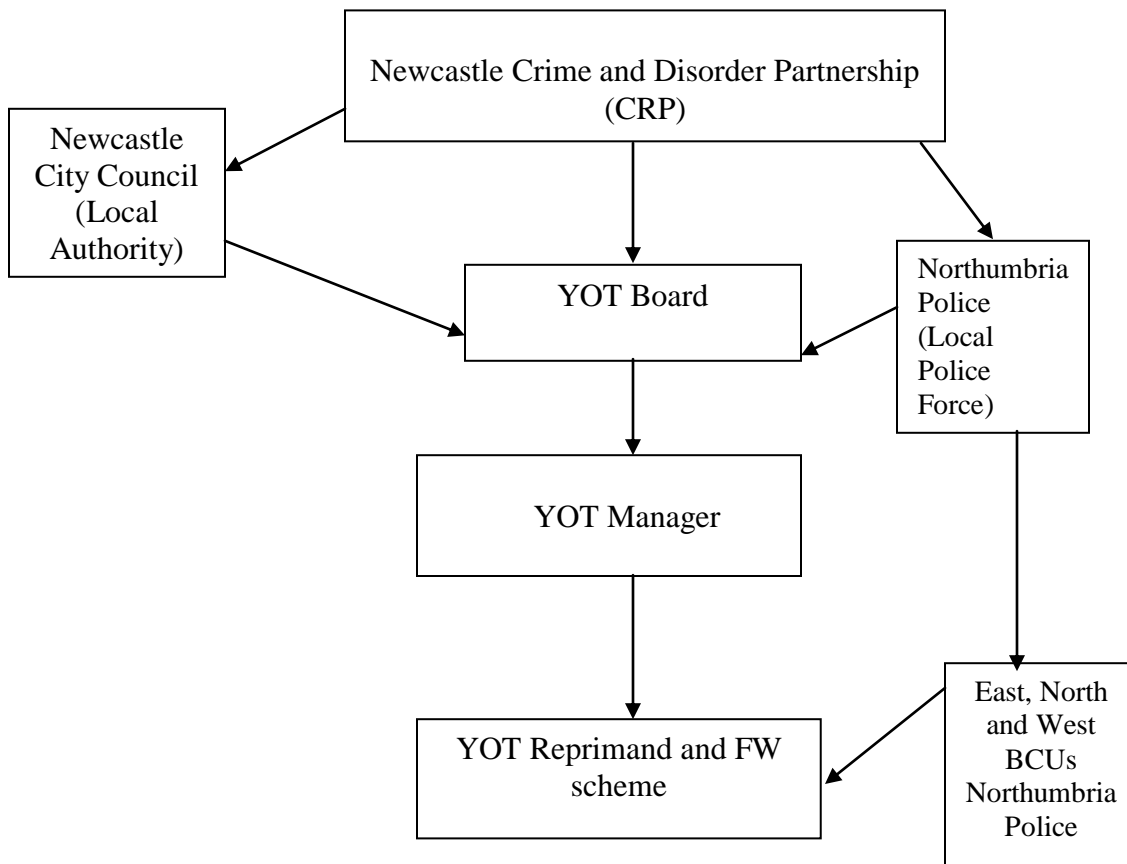 Newcastle Crime and Disorder Partnership
(CRP)
Newcastle
City Council
(Local
Authority)
YOT Board
Northumbria
Police
(Local
Police
Force)
YOT Manager
YOT Reprimand and FW
scheme
East, North
and West
BCUs
Northumbria
Police